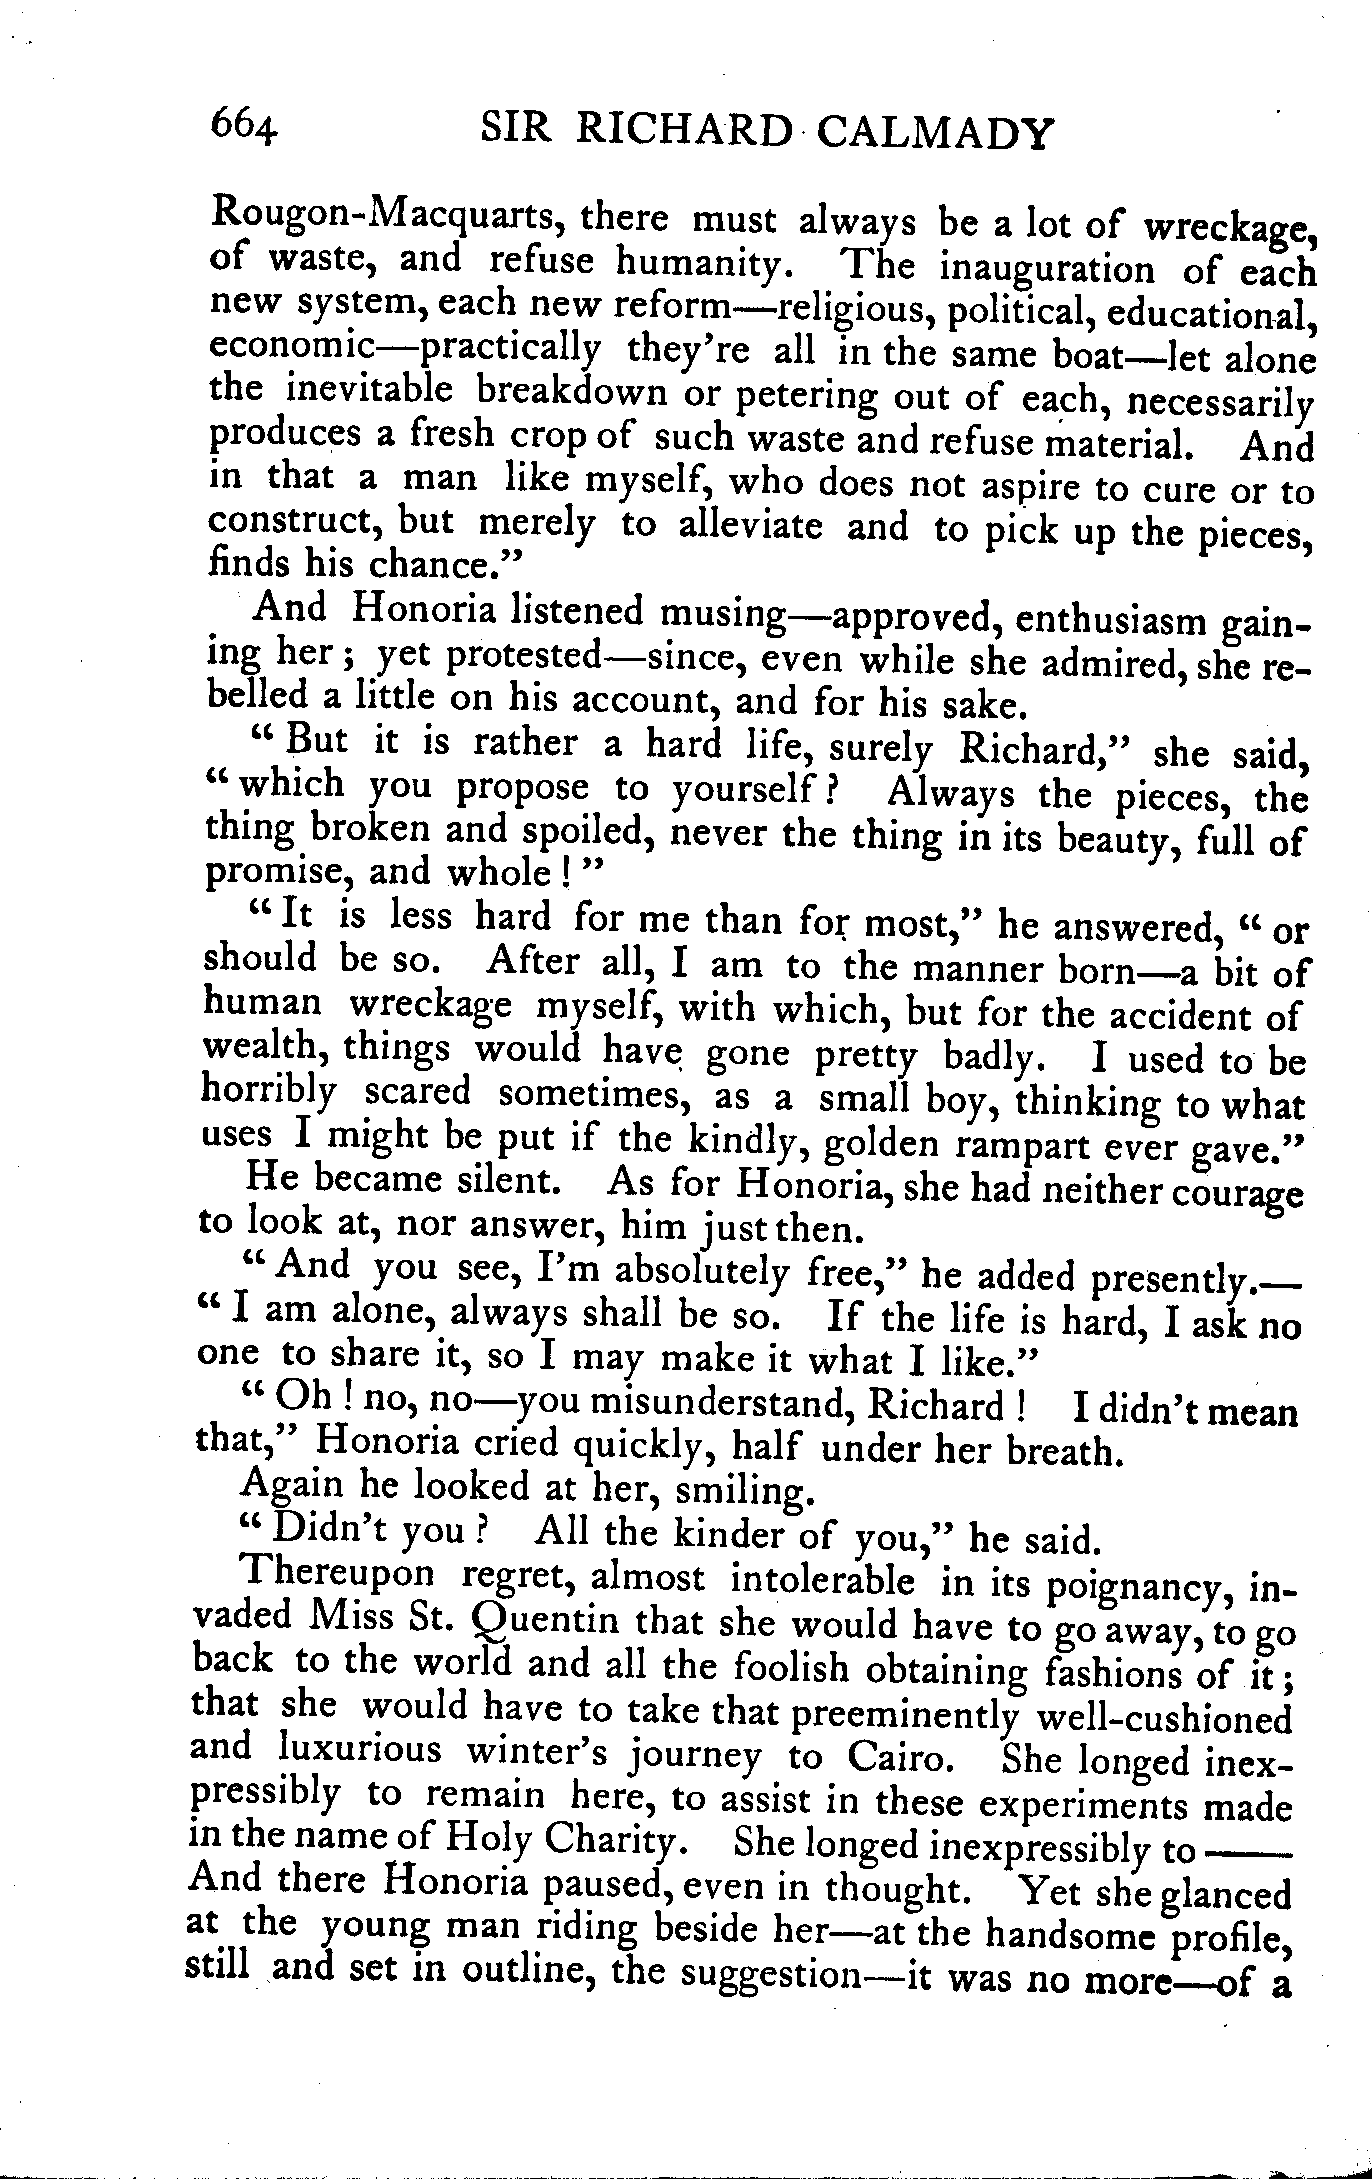 664 SIR RICHARD CALMADY
Rougon-Macquarts, there must always be a lot of wreckage,
of waste, and refuse humanity. The inauguration of each
new system, each new reform—religious, political, educational,
economic—practically they're all in the same boat—let alone
the inevitable breakdown or petering out of each, necessarily
produces a fresh crop of such waste and refuse material. And
in that a man like myself, who does not aspire to cure or to
construct, but merely to alleviate and to pick up the pieces,
finds his chance."
And Honoria listened musing—approved, enthusiasm gain-
ing her; yet protested—since, even while she admired, she re-
belled a little on his account, and for his sake.
"But it is rather a hard life, surely Richard," she said,
"which you propose to yourself? Always the pieces, the
thing broken and spoiled, never the thing in its beauty, full of
promise, and whole!"
"It is less hard for me than for most," he answered, "or
should be so. After all, I am to the manner born—a bit of
human wreckage myself, with which, but for the accident of
wealth, things would have gone pretty badly. I used to be
horribly scared sometimes, as a small boy, thinking to what
uses I might be put if the kindly, golden rampart ever gave."
He became silent. As for Honoria, she had neither courage
to look at, nor answer, him just then.
"And you see, I'm absolutely free," he added presently.—
"I am alone, always shall be so. If the life is hard, I ask no
one to share it, so I may make it what I like."
"Oh! no, no—you misunderstand, Richard! I didn't mean
that," Honoria cried quickly, half under her breath.
Again he looked at her, smiling.
"Didn't you? All the kinder of you," he said.
Thereupon regret, almost intolerable in its poignancy, in-
vaded Miss St. Quentin that she would have to go away, to go
back to the world and all the foolish obtaining fashions of it;
that she would have to take that preeminently well-cushioned
and luxurious winter's journey to Cairo. She longed inex-
pressibly to remain here, to assist in these experiments made
in the name of Holy Charity. She longed inexpressibly to——
And there Honoria paused, even in thought. Yet she glanced
at the young man riding beside her—at the handsome profile,
still and set in outline, the suggestion—it was no more—of a